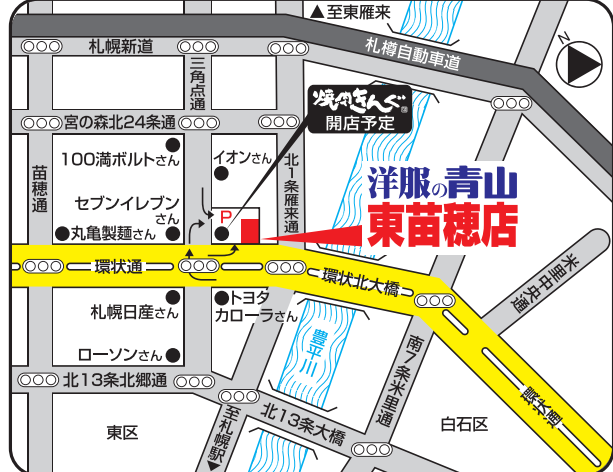 ▲至東雁来
札幌新道
札樽自動車道
N
三角点通
焼肉きんぐ
開店予定
宮の森北24条通
100満ボルトさん
イオンさん
苗穂通
北1条雁来通
洋服の青山
東苗穂店
セブンイレブン
さん
P
丸亀製麺さん
環状通
環状北大橋
米里中央通
札幌日産さん
トヨタ
カローラさん
豊平川
南7条米里通
ローソンさん
環状通
北13条北郷通
北13条大橋
東区
至札幌駅▼
白石区